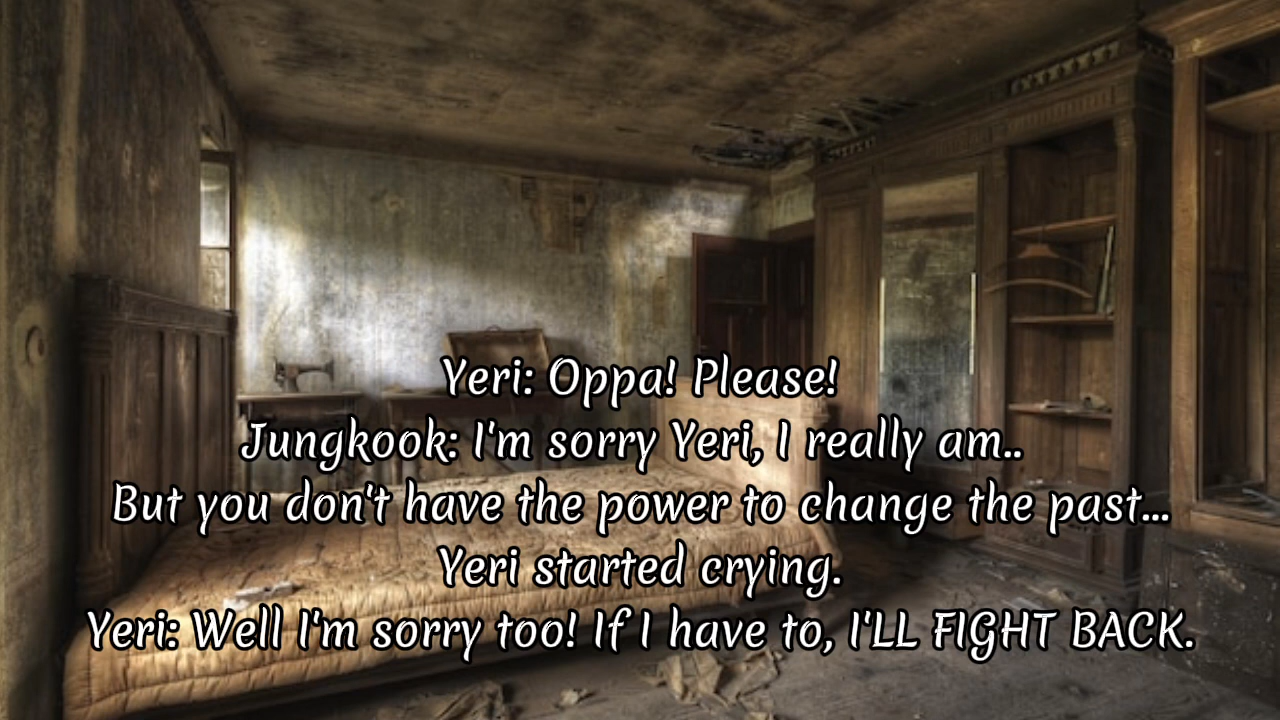 Yeri: Oppa! Please!
Jungkook: I'm sorry Yeri, I really am..
But you don't have the power to change the past...
Yeri started crying.
Yeri: Well I'm sorry too! If I have to, I'LL FIGHT BACK.